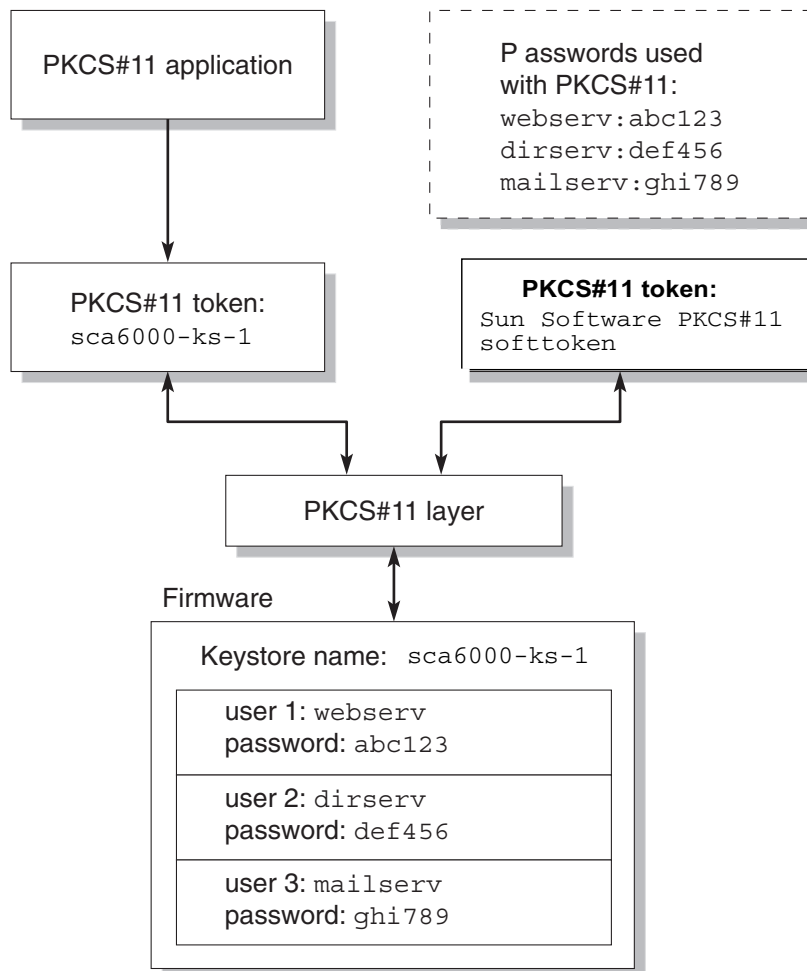 PKCS#11 application
P asswords used
with PKCS#11:
webserv:abc123
dirserv:def456
mailserv:ghi789
PKCS#11 token:
sca6000-ks-1
PKCS#11 token:
Sun Software PKCS#11
softtoken
PKCS#11 layer
Firmware
Keystore name: sca6000-ks-1
user 1: webserv
password: abc123
user 2: dirserv
password: def456
user 3: mailserv
password: ghi789